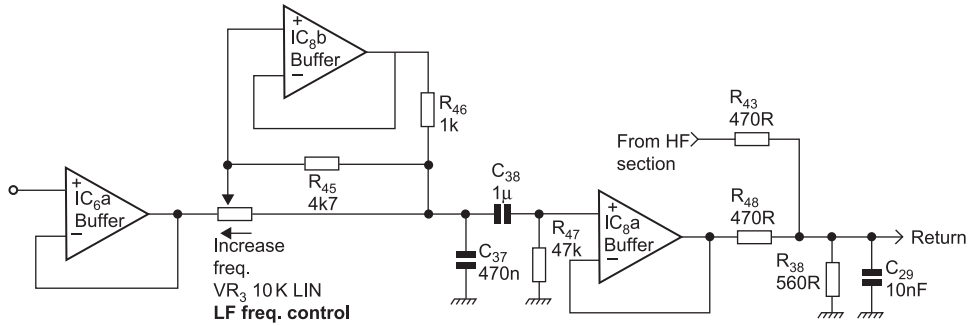 +
IC8b
Buffer
−
R46
1k
R43
470R
From HF
section
+
IC6a
Buffer
−
R45
4k7
C38
1μ
+
IC8a
Buffer
−
R48
470R
Return
Increase
freq.
VR3 10K LIN
LF freq. control
C37
470n
R47
47k
R38
560R
C29
10nF